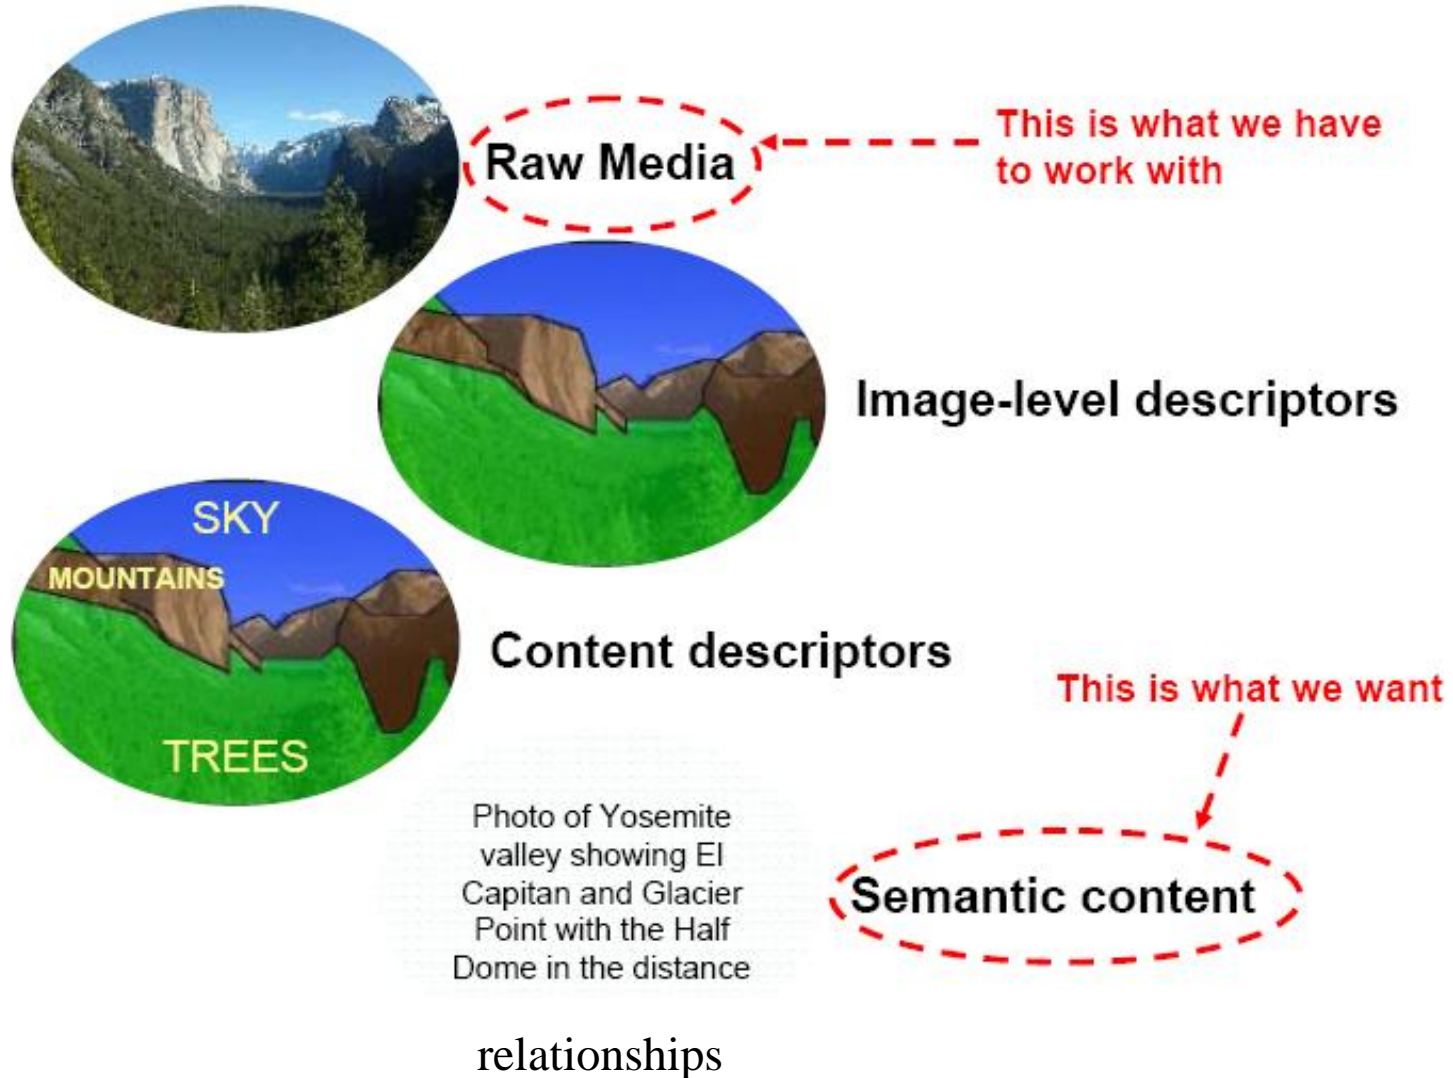 Raw Media
This is what we have
to work with
Image-level descriptors
SKY
MOUNTAINS
TREES
Content descriptors
This is what we want
Photo of Yosemite
valley showing El
Capitan and Glacier
Point with the Half
Dome in the distance
Semantic content
relationships